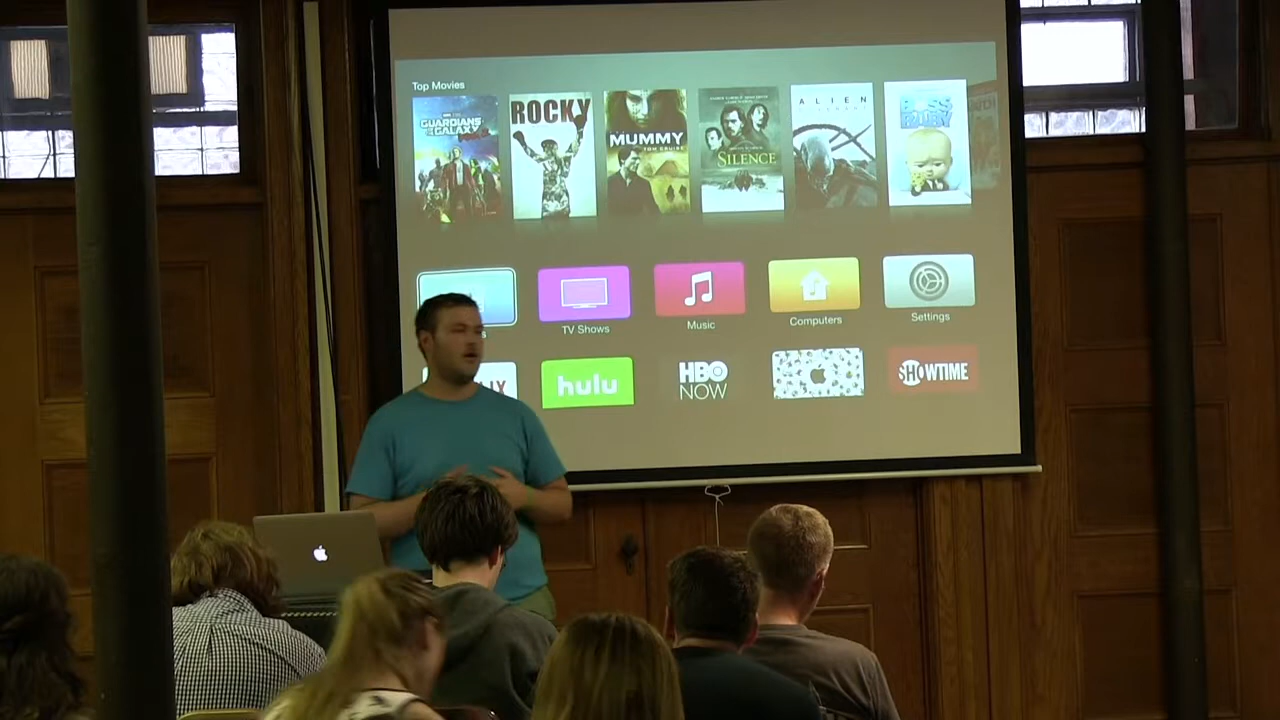 Top Movies
GUARDIANS
OF THE GALAXY
ROCKY
THE
MUMMY
TOM CRUISE
SILENCE
ALIEN
BOSS
BABY
TV Shows
Music
Computers
Settings
hulu
HBO
NOW
SHOWTIME